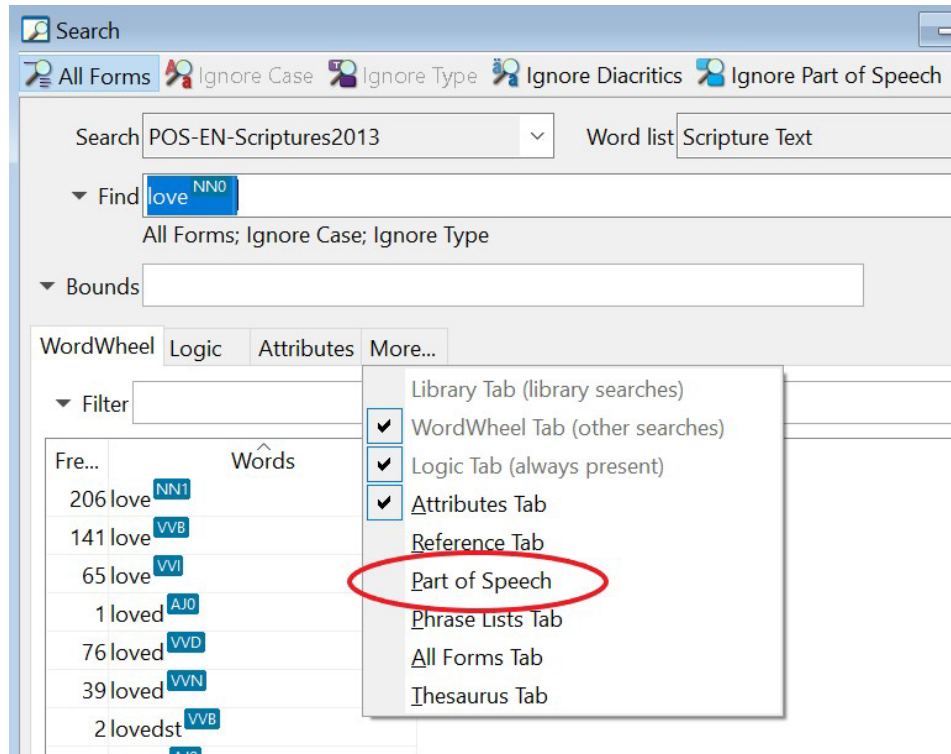 Search
All Forms Ignore Case Ignore Type Ignore Diacritics Ignore Part of Speech
Search POS-EN-Scriptures2013 Word list Scripture Text
Find love NN0
All Forms; Ignore Case; Ignore Type
Bounds
WordWheel Logic Attributes More...
Filter
Library Tab (library searches)
WordWheel Tab (other searches)
Logic Tab (always present)
Attributes Tab
Reference Tab
Part of Speech
Phrase Lists Tab
All Forms Tab
Thesaurus Tab
Fre... Words
206 love NN1
141 love VVB
65 love VVI
1 loved AJ0
76 loved VVD
39 loved VVN
2 lovedst VVB